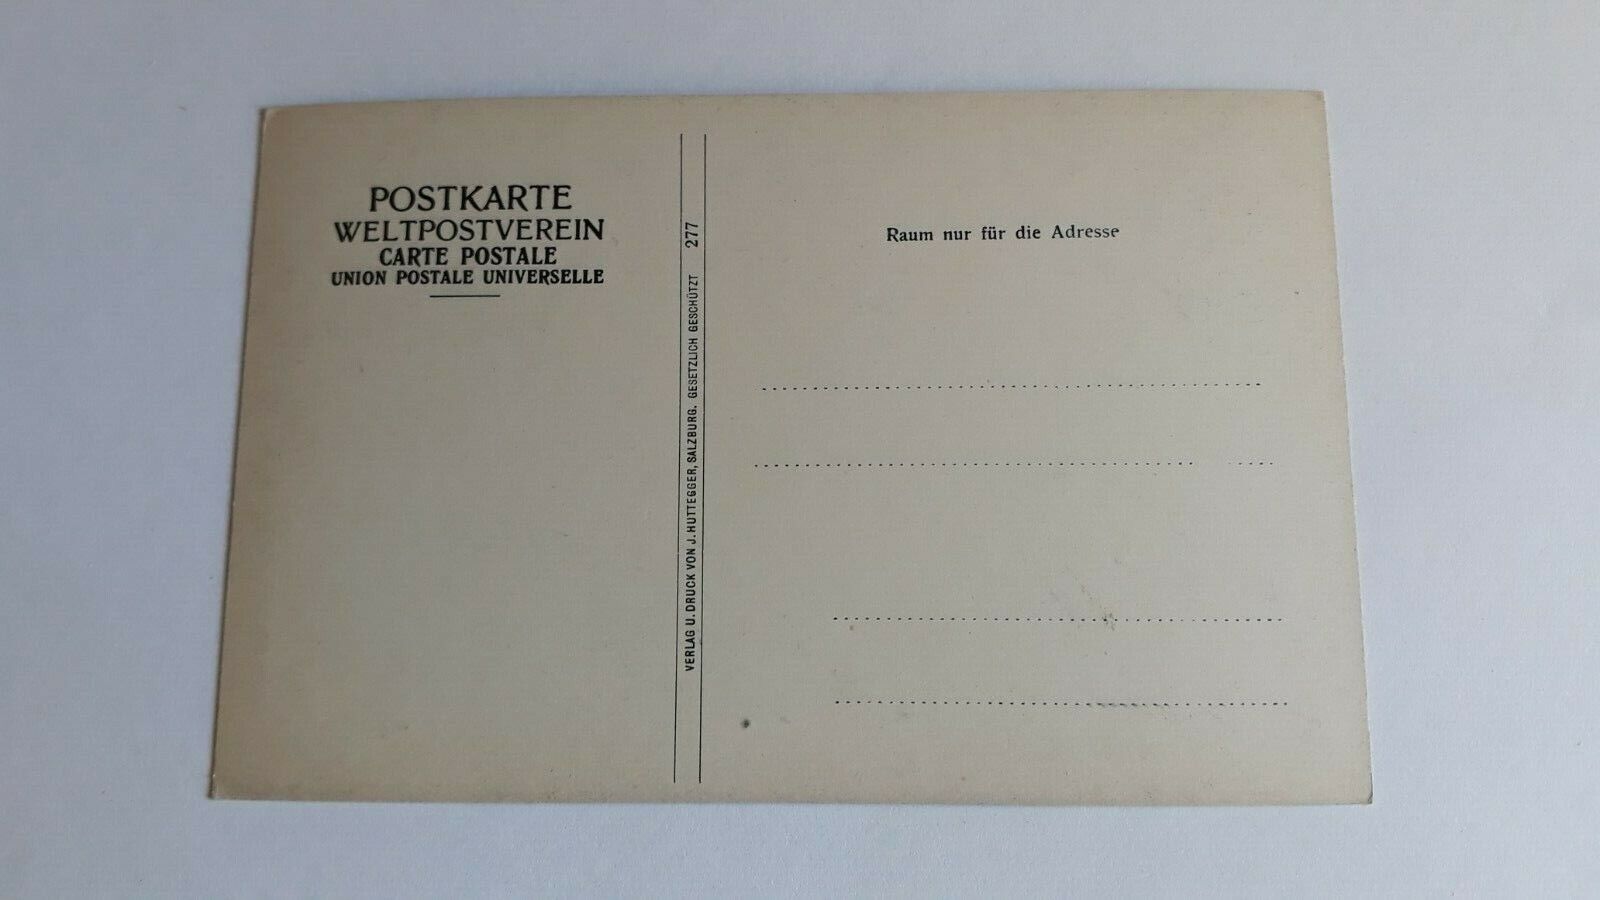 POSTKARTE
WELTPOSTVEREIN
CARTE POSTALE
UNION POSTALE UNIVERSELLE
VERLAG U. DRUCK VON J. HUTTEGGER, SALZBURG. GESETZLICH GESCHÜTZT 277
Raum nur für die Adresse